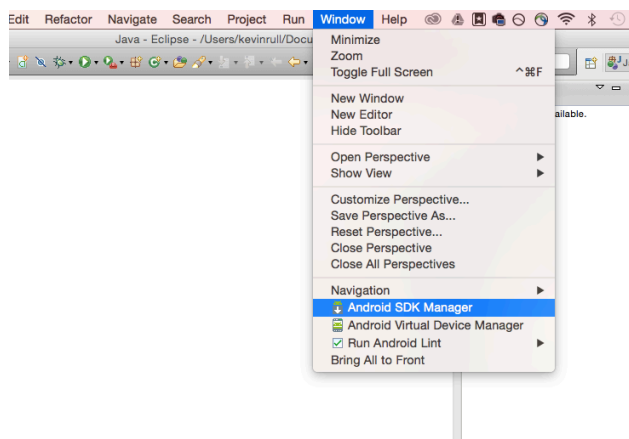 Edit Refactor Navigate Search Project Run Window Help
Java - Eclipse - /Users/kevinrull/Docu
Minimize
Zoom
Toggle Full Screen ^⌘F
New Window
New Editor
Hide Toolbar
ailable.
Open Perspective
Show View
Customize Perspective...
Save Perspective As...
Reset Perspective...
Close Perspective
Close All Perspectives
Navigation
Android SDK Manager
Android Virtual Device Manager
Run Android Lint
Bring All to Front